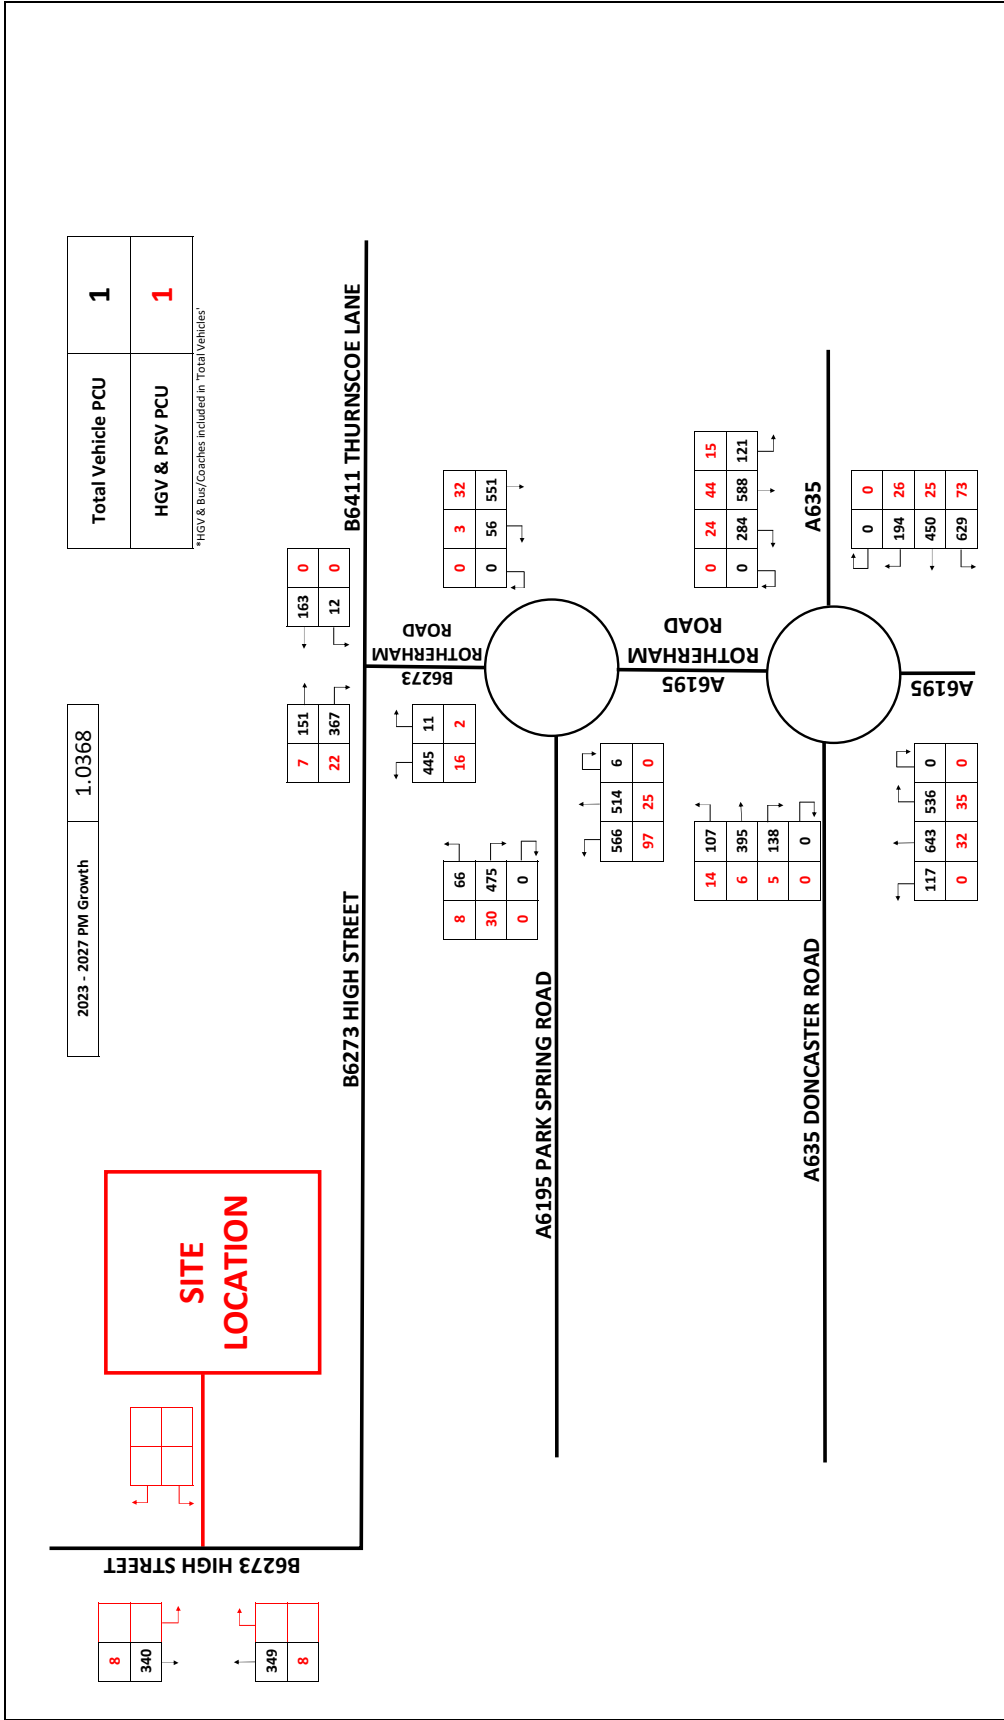 Total Vehicle PCU 1
HGV & PSV PCU 1
*HGV & Bus/Coaches included in 'Total Vehicles'
2023 - 2027 PM Growth 1.0368
SITE
LOCATION
B6273 HIGH STREET
8
340
349
8
B6273 HIGH STREET
B6411 THURNSCOE LANE
7 151
22 367
163 0
12 0
B6273
ROTHERHAM
ROAD
445 11
16 2
0 3 32
0 56 551
8 66
30 475
0 0
566 514 6
97 25 0
A6195 PARK SPRING ROAD
A6195
ROTHERHAM
ROAD
0 24 44 15
0 284 588 121
14 107
6 395
5 138
0 0
A635 DONCASTER ROAD
A635
0 0
194 26
450 25
629 73
117 643 536 0
0 32 35 0
A6195